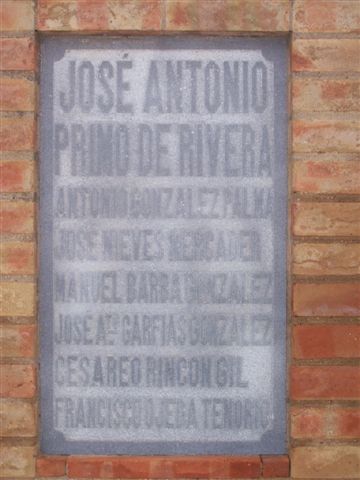 JOSÉ ANTONIO
PRIMO DE RIVERA
ANTONIO GONZALEZ PALMA
JOSE NIEVES MERCADER
MANUEL BARBA GONZALEZ
JOSÉ Aº GARFIAS GONZALEZ
CESAREO RINCON GIL
FRANCISCO OJEDA TENORIO